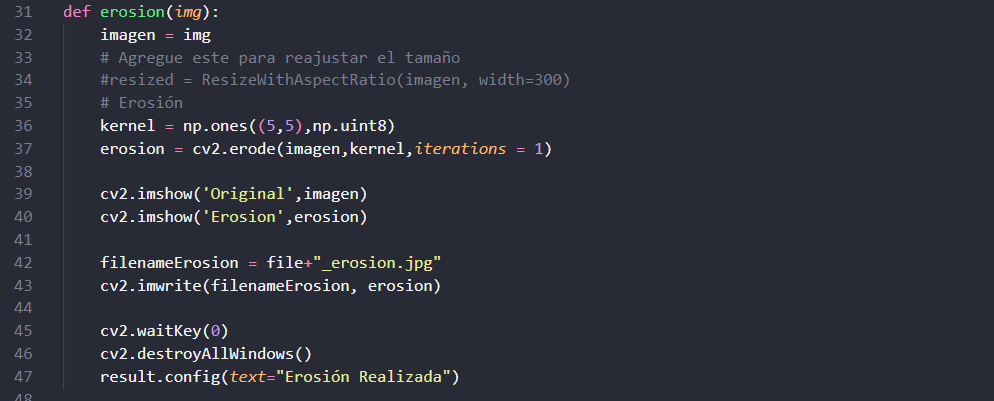 31 def erosion(img):
32 imagen = img
33 # Agregue este para reajustar el tamaño
34 #resized = ResizeWithAspectRatio(imagen, width=300)
35 # Erosión
36 kernel = np.ones((5,5),np.uint8)
37 erosion = cv2.erode(imagen,kernel,iterations = 1)
38
39 cv2.imshow('Original',imagen)
40 cv2.imshow('Erosion',erosion)
41
42 filenameErosion = file+"_erosion.jpg"
43 cv2.imwrite(filenameErosion, erosion)
44
45 cv2.waitKey(0)
46 cv2.destroyAllWindows()
47 result.config(text="Erosión Realizada")
48